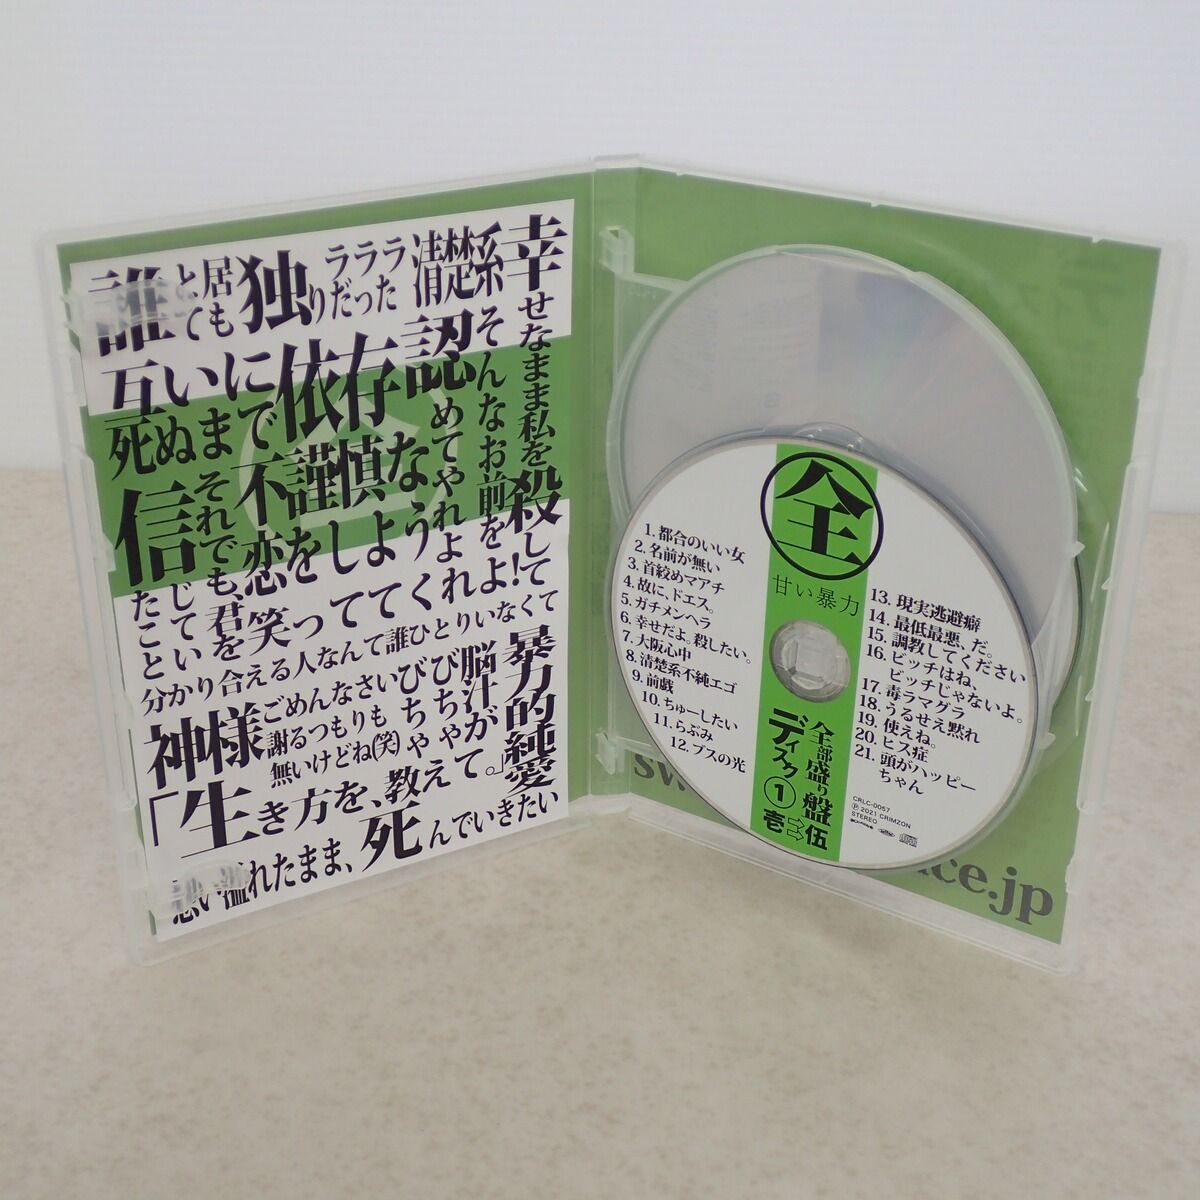 幸せなまま私を殺して
清楚系
そんなお前を
ラララ
独りだった
誰と居ても
認めてやれよ
互いに依存
死ぬまで
不謹慎な
恋をしよう
信じていたこと
それでも、君を
笑っててくれよ!
分かり合える人なんて誰ひとりいなくて
暴力的純愛
脳汁が
びちゃびちゃ
神様ごめんなさい
謝るつもりも
無いけどね(笑)
「生き方を、教えて。」
思い溢れたまま、死んでいきたい
全
甘い暴力
1. 都合のいい女
2. 名前が無い
3. 首絞めマアチ
4. 故に、ドエス。
5. ガチメンヘラ
6. 幸せだよ。殺したい。
7. 大阪心中
8. 清楚系不純エゴ
9. 前戯
10. ちゅーしたい
11. らぶみ
12. ブスの光
13. 現実逃避癖
14. 最低最悪、だ。
15. 調教してください
16. ビッチはね、
ビッチじゃないよ。
17. 毒ラマグラ
18. うるせえ黙れ
19. 使えね。
20. ヒス症
21. 頭がハッピー
ちゃん
全部盛り盤
ディスク①
壱⇨伍
CRLC-0057
Ⓟ 2021 CRIMZON
STEREO
sw
nce.jp